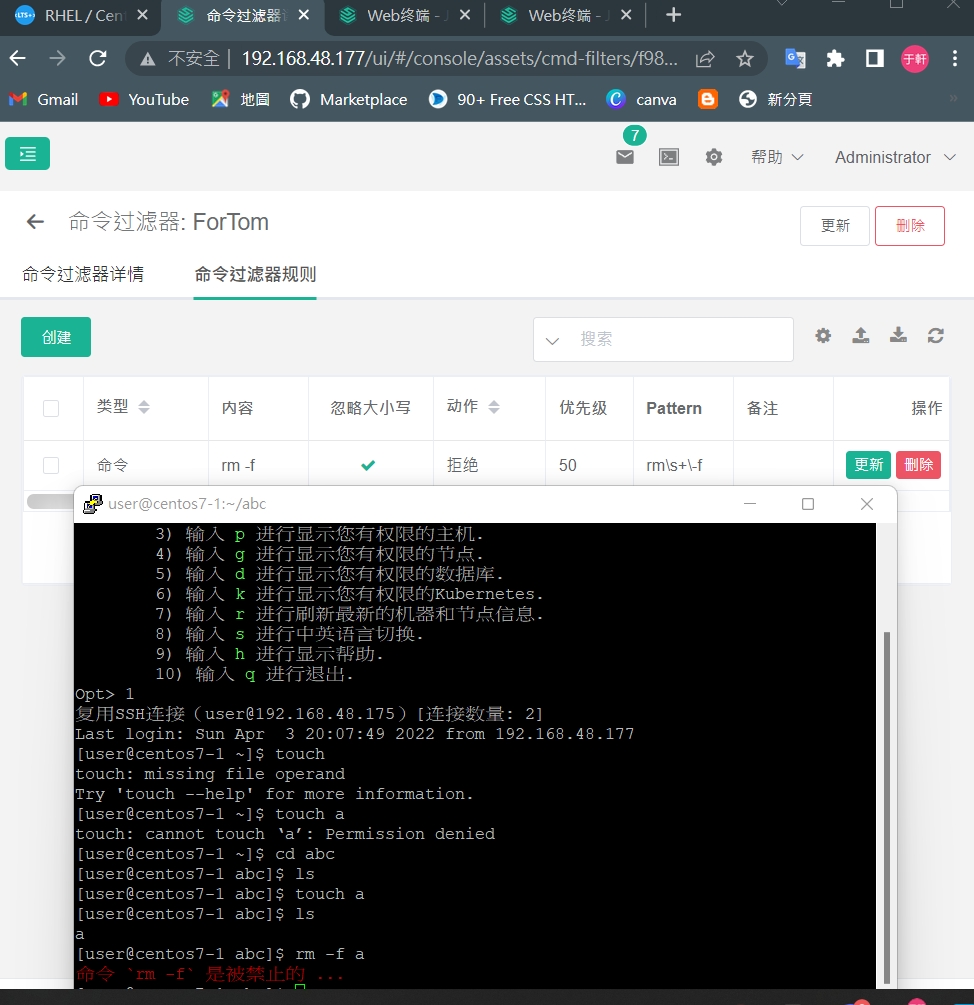 RHEL / Cen
命令过滤器
Web终端 -
Web终端 -
不安全 | 192.168.48.177/ui/#/console/assets/cmd-filters/f98...
于軒
Gmail
YouTube
地圖
Marketplace
90+ Free CSS HT...
canva
新分頁
7
帮助
Administrator
命令过滤器: ForTom
更新
删除
命令过滤器详情
命令过滤器规则
创建
搜索
类型 内容 忽略大小写 动作 优先级 Pattern 备注 操作
命令 rm -f 拒绝 50 rm\s+\-f 更新 删除
user@centos7-1:~/abc
3) 输入 p 进行显示您有权限的主机.
4) 输入 g 进行显示您有权限的节点.
5) 输入 d 进行显示您有权限的数据库.
6) 输入 k 进行显示您有权限的Kubernetes.
7) 输入 r 进行刷新最新的机器和节点信息.
8) 输入 s 进行中英语言切换.
9) 输入 h 进行显示帮助.
10) 输入 q 进行退出.
Opt> 1
复用SSH连接（user@192.168.48.175）[连接数量: 2]
Last login: Sun Apr  3 20:07:49 2022 from 192.168.48.177
[user@centos7-1 ~]$ touch
touch: missing file operand
Try 'touch --help' for more information.
[user@centos7-1 ~]$ touch a
touch: cannot touch ‘a’: Permission denied
[user@centos7-1 ~]$ cd abc
[user@centos7-1 abc]$ ls
[user@centos7-1 abc]$ touch a
[user@centos7-1 abc]$ ls
a
[user@centos7-1 abc]$ rm -f a
命令 `rm -f` 是被禁止的 ...